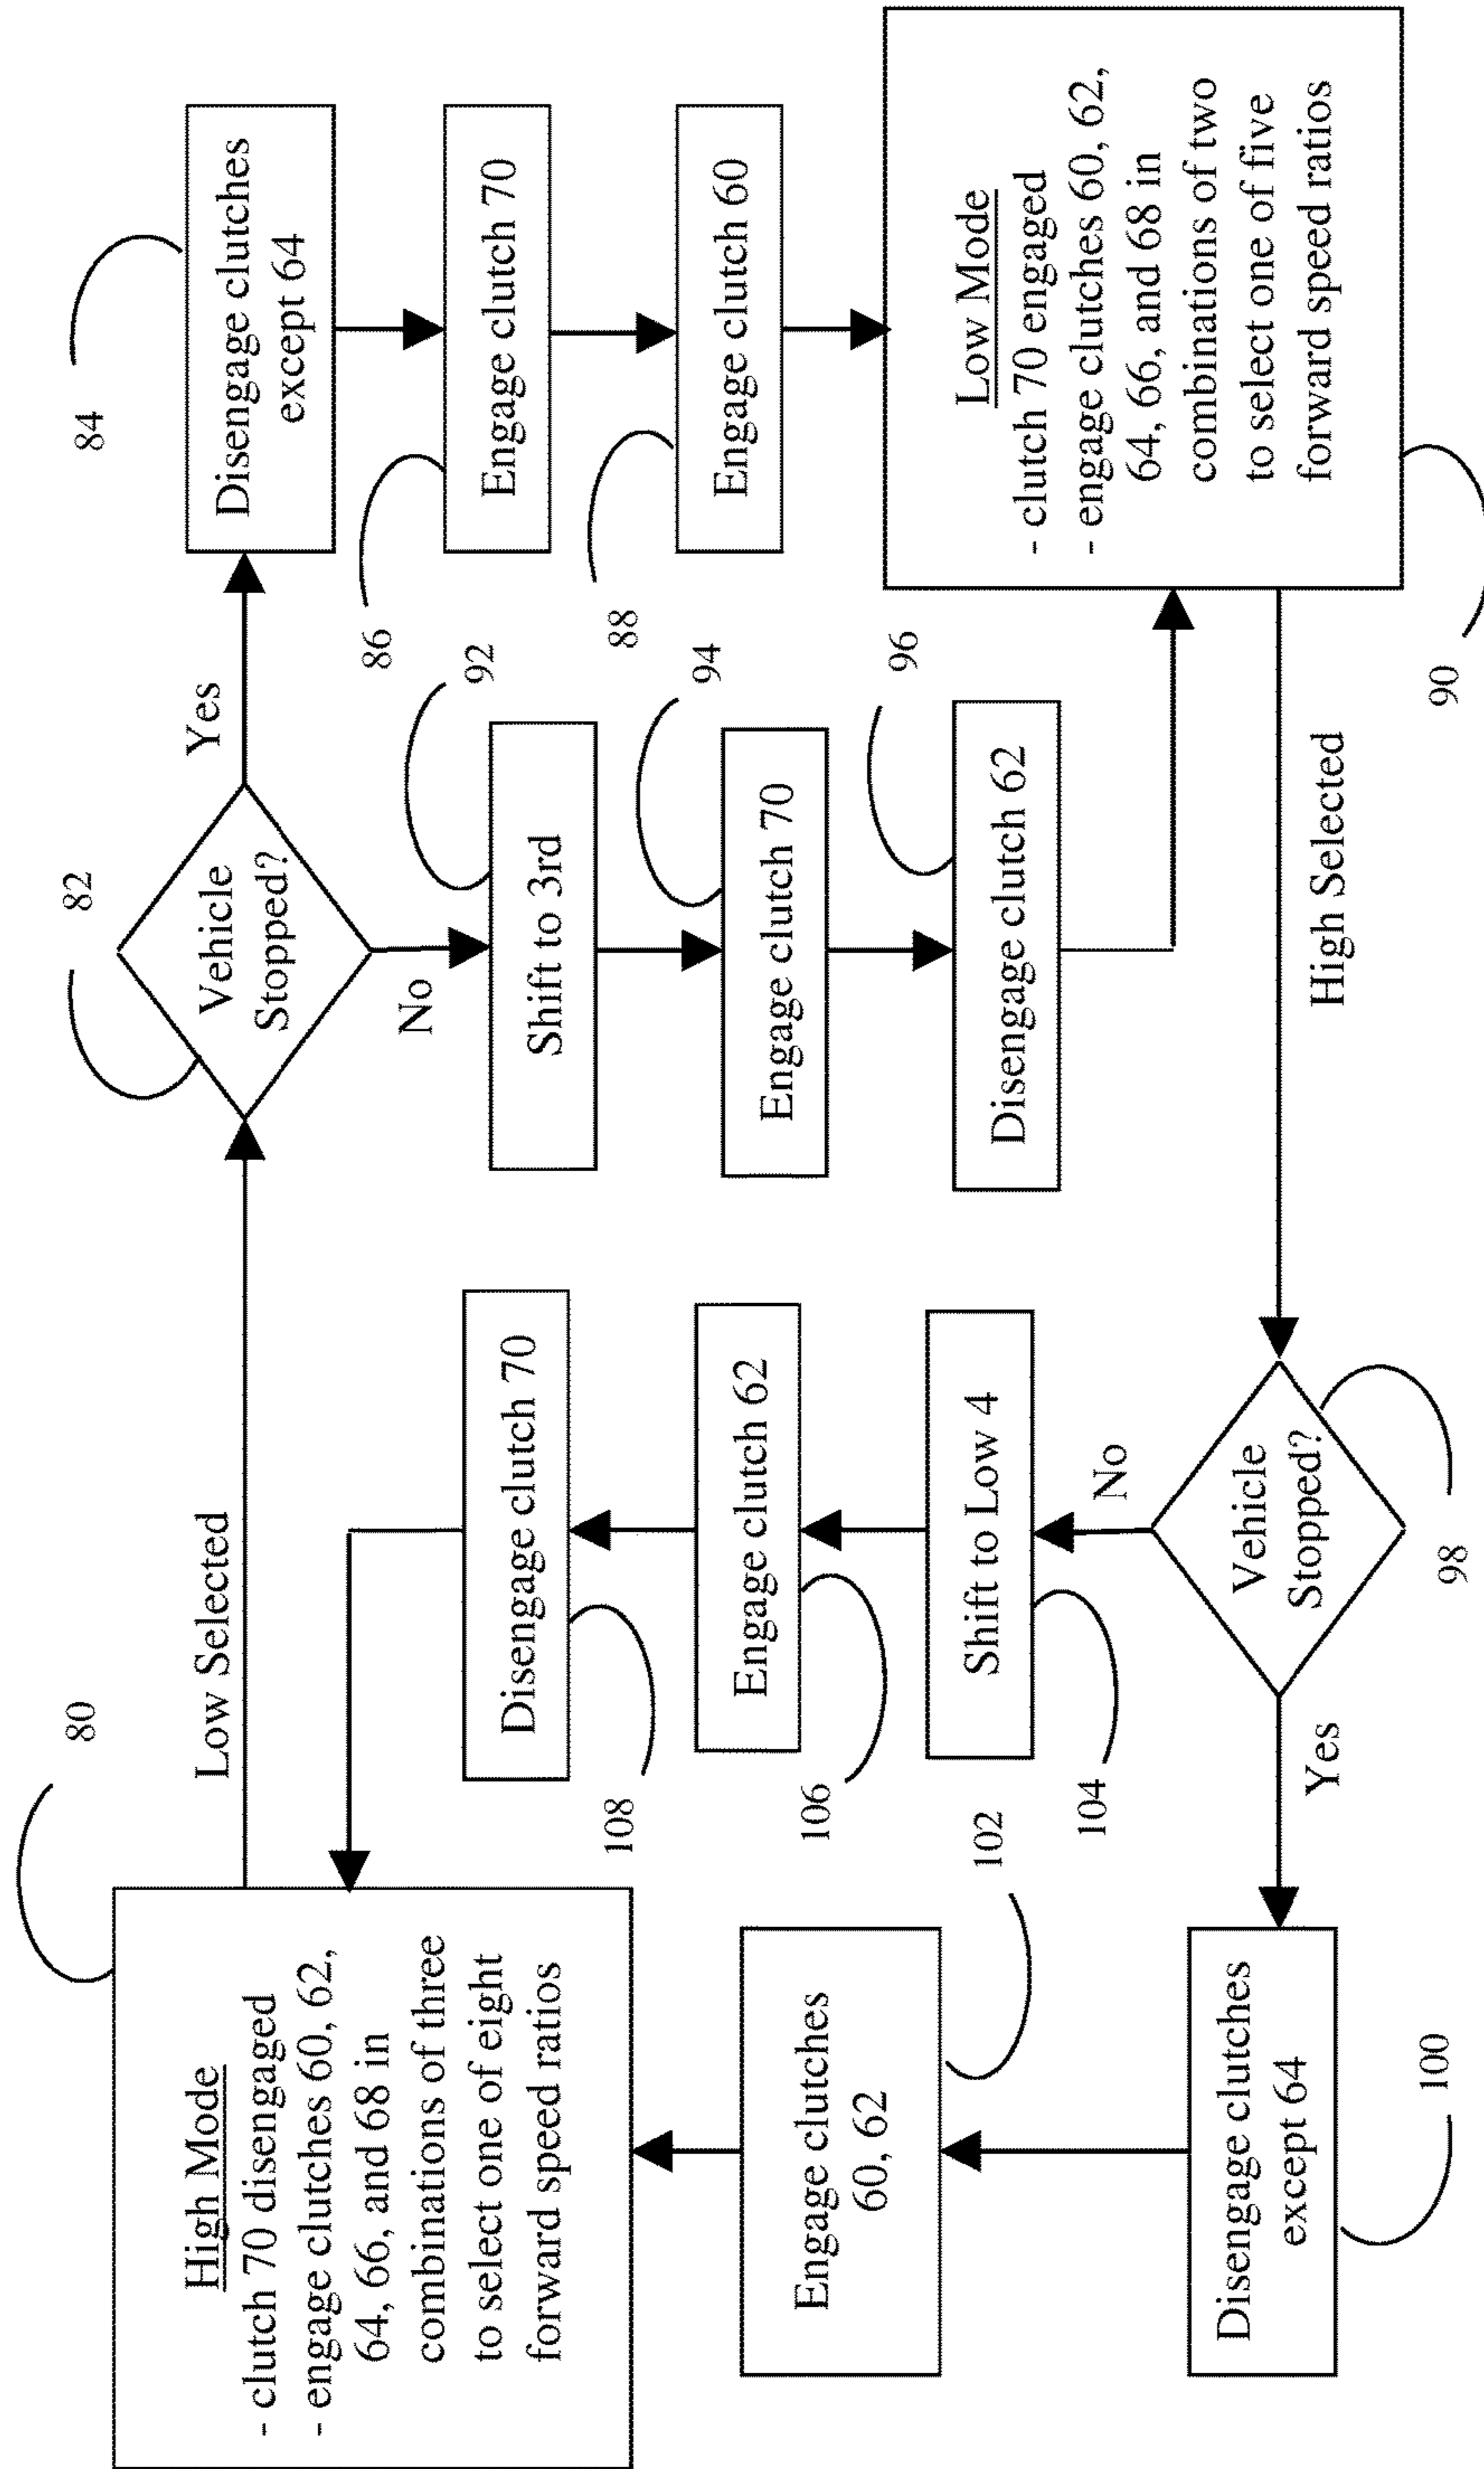 80
High Mode
- clutch 70 disengaged
- engage clutches 60, 62,
64, 66, and 68 in
combinations of three
to select one of eight
forward speed ratios
Low Selected
82
Vehicle
Stopped?
Yes
No
84
Disengage clutches
except 64
86
Engage clutch 70
88
Engage clutch 60
92
Shift to 3rd
94
Engage clutch 70
96
Disengage clutch 62
Low Mode
- clutch 70 engaged
- engage clutches 60, 62,
64, 66, and 68 in
combinations of two
to select one of five
forward speed ratios
90
High Selected
Vehicle
Stopped?
98
No
Yes
Shift to Low 4
104
Engage clutch 62
106
Disengage clutch 70
108
Disengage clutches
except 64
100
Engage clutches
60, 62
102